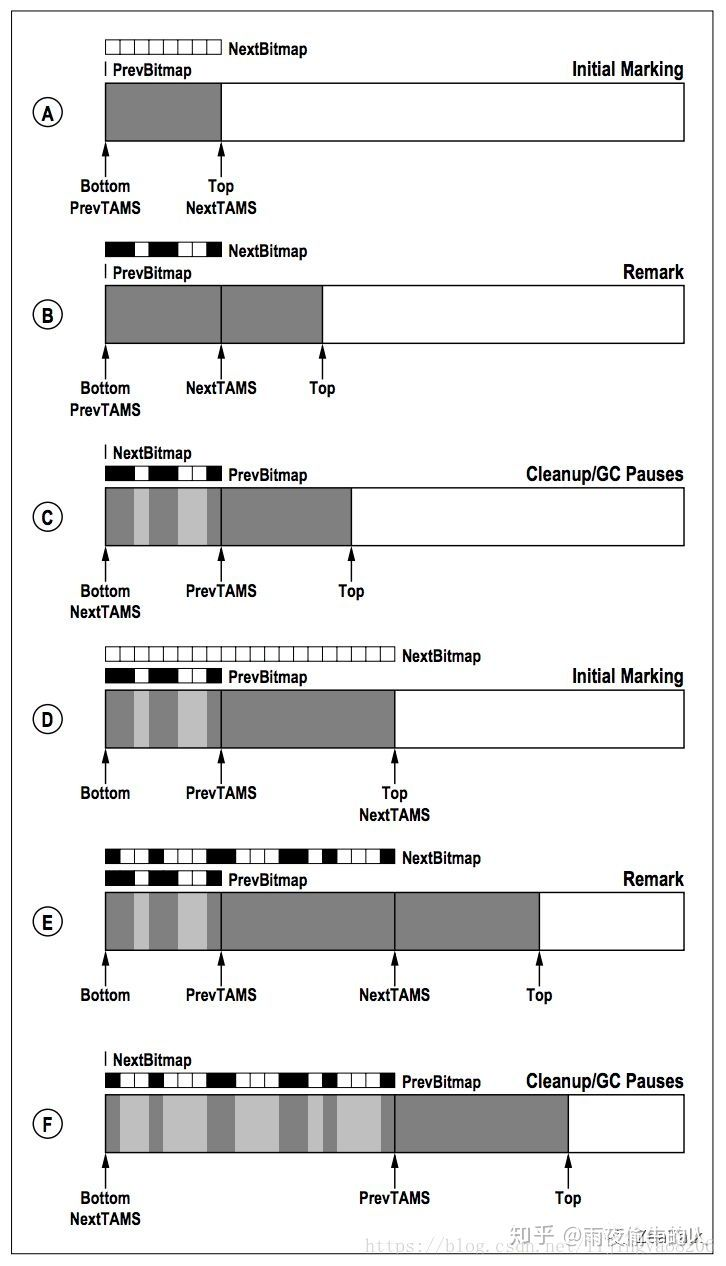 NextBitmap
PrevBitmap Initial Marking
A
Bottom Top
PrevTAMS NextTAMS
NextBitmap
PrevBitmap Remark
B
Bottom NextTAMS Top
PrevTAMS
NextBitmap
PrevBitmap Cleanup/GC Pauses
C
Bottom PrevTAMS Top
NextTAMS
NextBitmap
PrevBitmap Initial Marking
D
Bottom PrevTAMS Top
NextTAMS
NextBitmap
PrevBitmap Remark
E
Bottom PrevTAMS NextTAMS Top
NextBitmap
PrevBitmap Cleanup/GC Pauses
F
Bottom PrevTAMS Top
NextTAMS
知乎